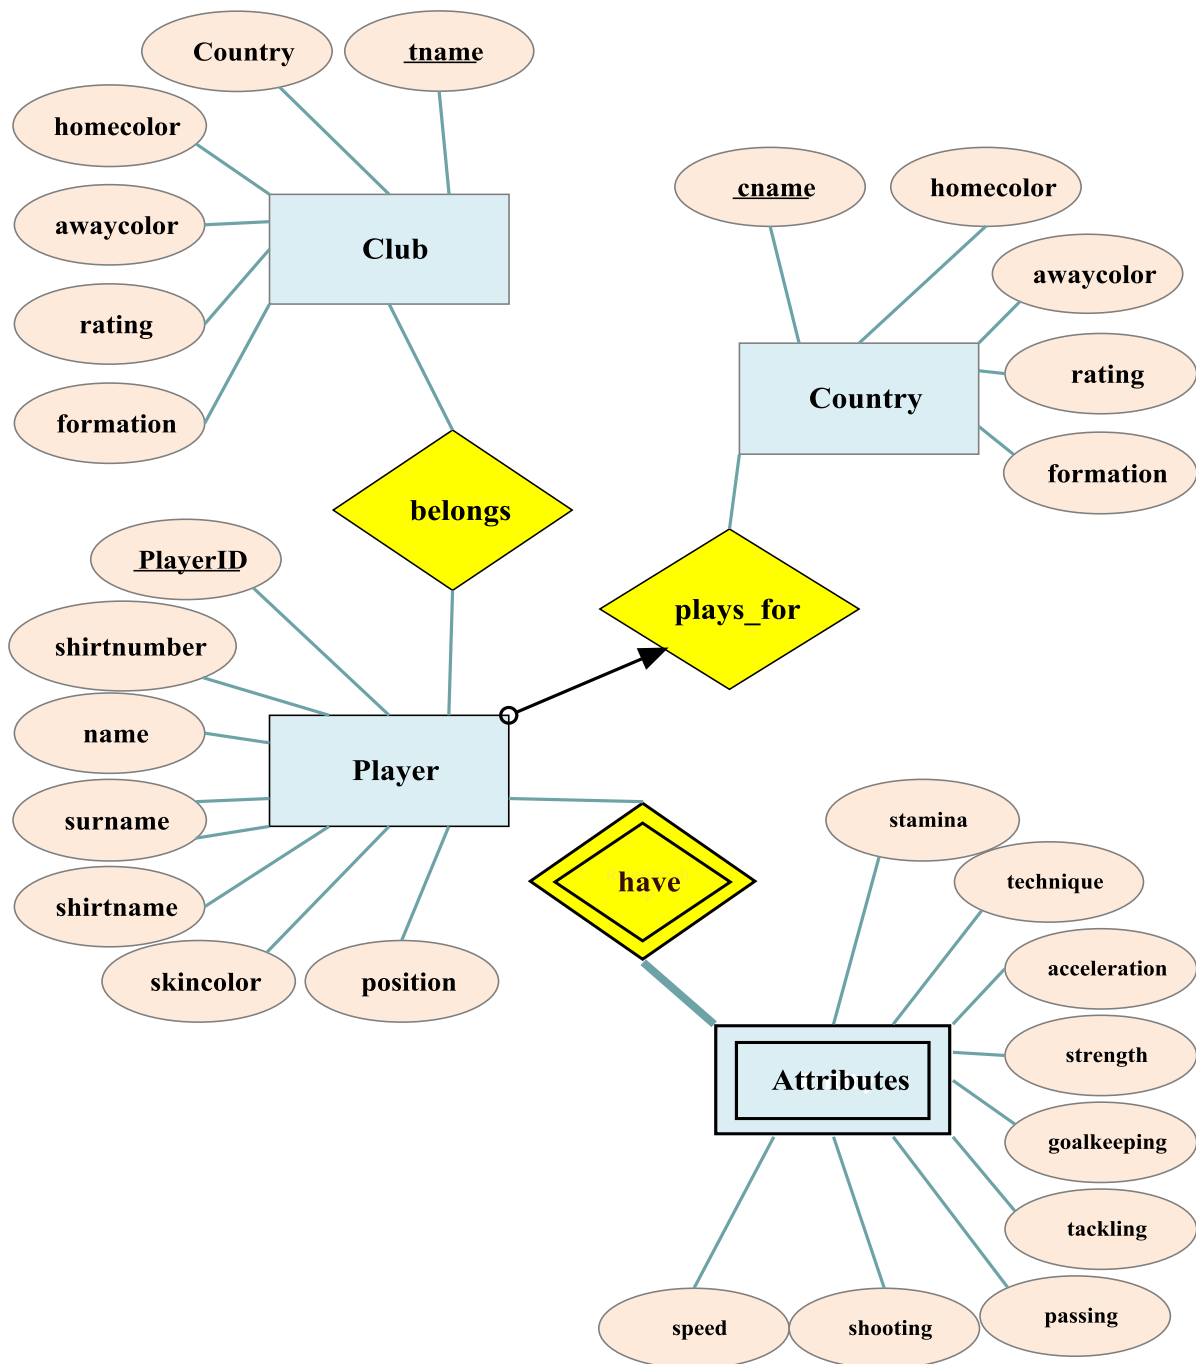 Country
tname
homecolor
awaycolor
Club
rating
formation
cname
homecolor
awaycolor
rating
Country
formation
belongs
PlayerID
plays_for
shirtnumber
name
Player
surname
shirtname
skincolor
position
have
stamina
technique
acceleration
strength
Attributes
goalkeeping
tackling
passing
speed
shooting